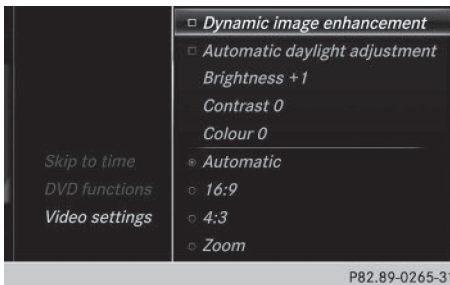 Dynamic image enhancement
Automatic daylight adjustment
Brightness +1
Contrast 0
Colour 0
Skip to time
Automatic
DVD functions
16:9
Video settings
4:3
Zoom
P82.89-0265-31